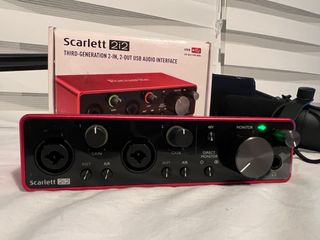 Scarlett 2i2
THIRD-GENERATION 2-IN, 2-OUT USB AUDIO INTERFACE
Focusrite
MONITOR
48V
GAIN
GAIN
INST
AIR
INST
AIR
DIRECT
MONITOR
Scarlett 2i2